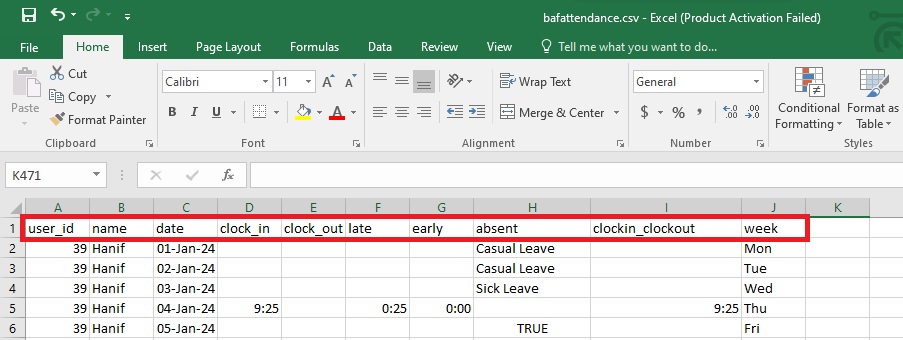 bafattendance.csv - Excel (Product Activation Failed)
File Home Insert Page Layout Formulas Data Review View Tell me what you want to do...
Paste Cut Copy Format Painter
Clipboard
Calibri 11 A A B I U A
Font
Wrap Text Merge & Center
Alignment
General $ % , .0 .00 .00 .0
Number
Conditional Formatting Format as Table
Styles
K471 fx
A B C D E F G H I J K
1 user_id name date clock_in clock_out late early absent clockin_clockout week
2 39 Hanif 01-Jan-24 Casual Leave Mon
3 39 Hanif 02-Jan-24 Casual Leave Tue
4 39 Hanif 03-Jan-24 Sick Leave Wed
5 39 Hanif 04-Jan-24 9:25 0:25 0:00 9:25 Thu
6 39 Hanif 05-Jan-24 TRUE Fri